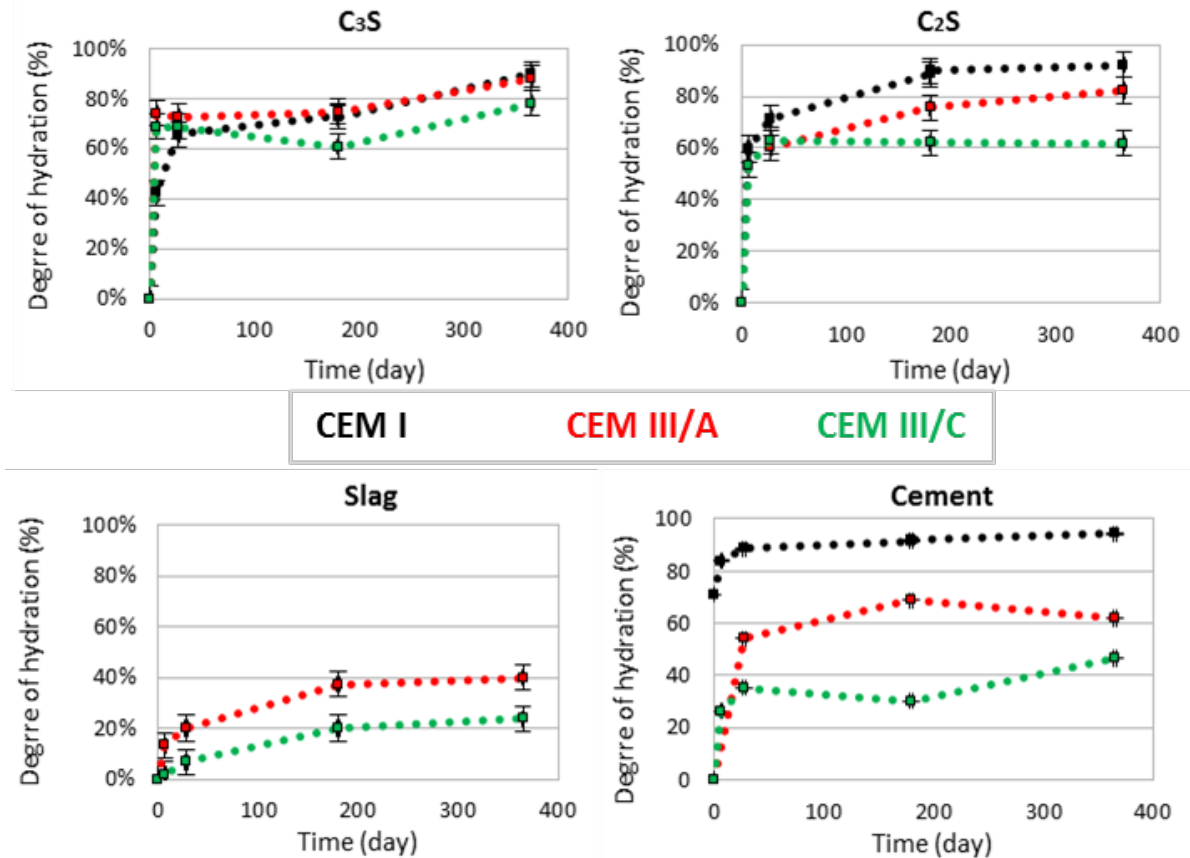 C₃S
Degrre of hydration (%)
100%
80%
60%
40%
20%
0%
0 100 200 300 400
Time (day)
C₂S
Degrre of hydration (%)
100%
80%
60%
40%
20%
0%
0 100 200 300 400
Time (day)
CEM I CEM III/A CEM III/C
Slag
Degrre of hydration (%)
100%
80%
60%
40%
20%
0%
0 100 200 300 400
Time (day)
Cement
Degrre of hydration (%)
100
80
60
40
20
0
0 100 200 300 400
Time (day)